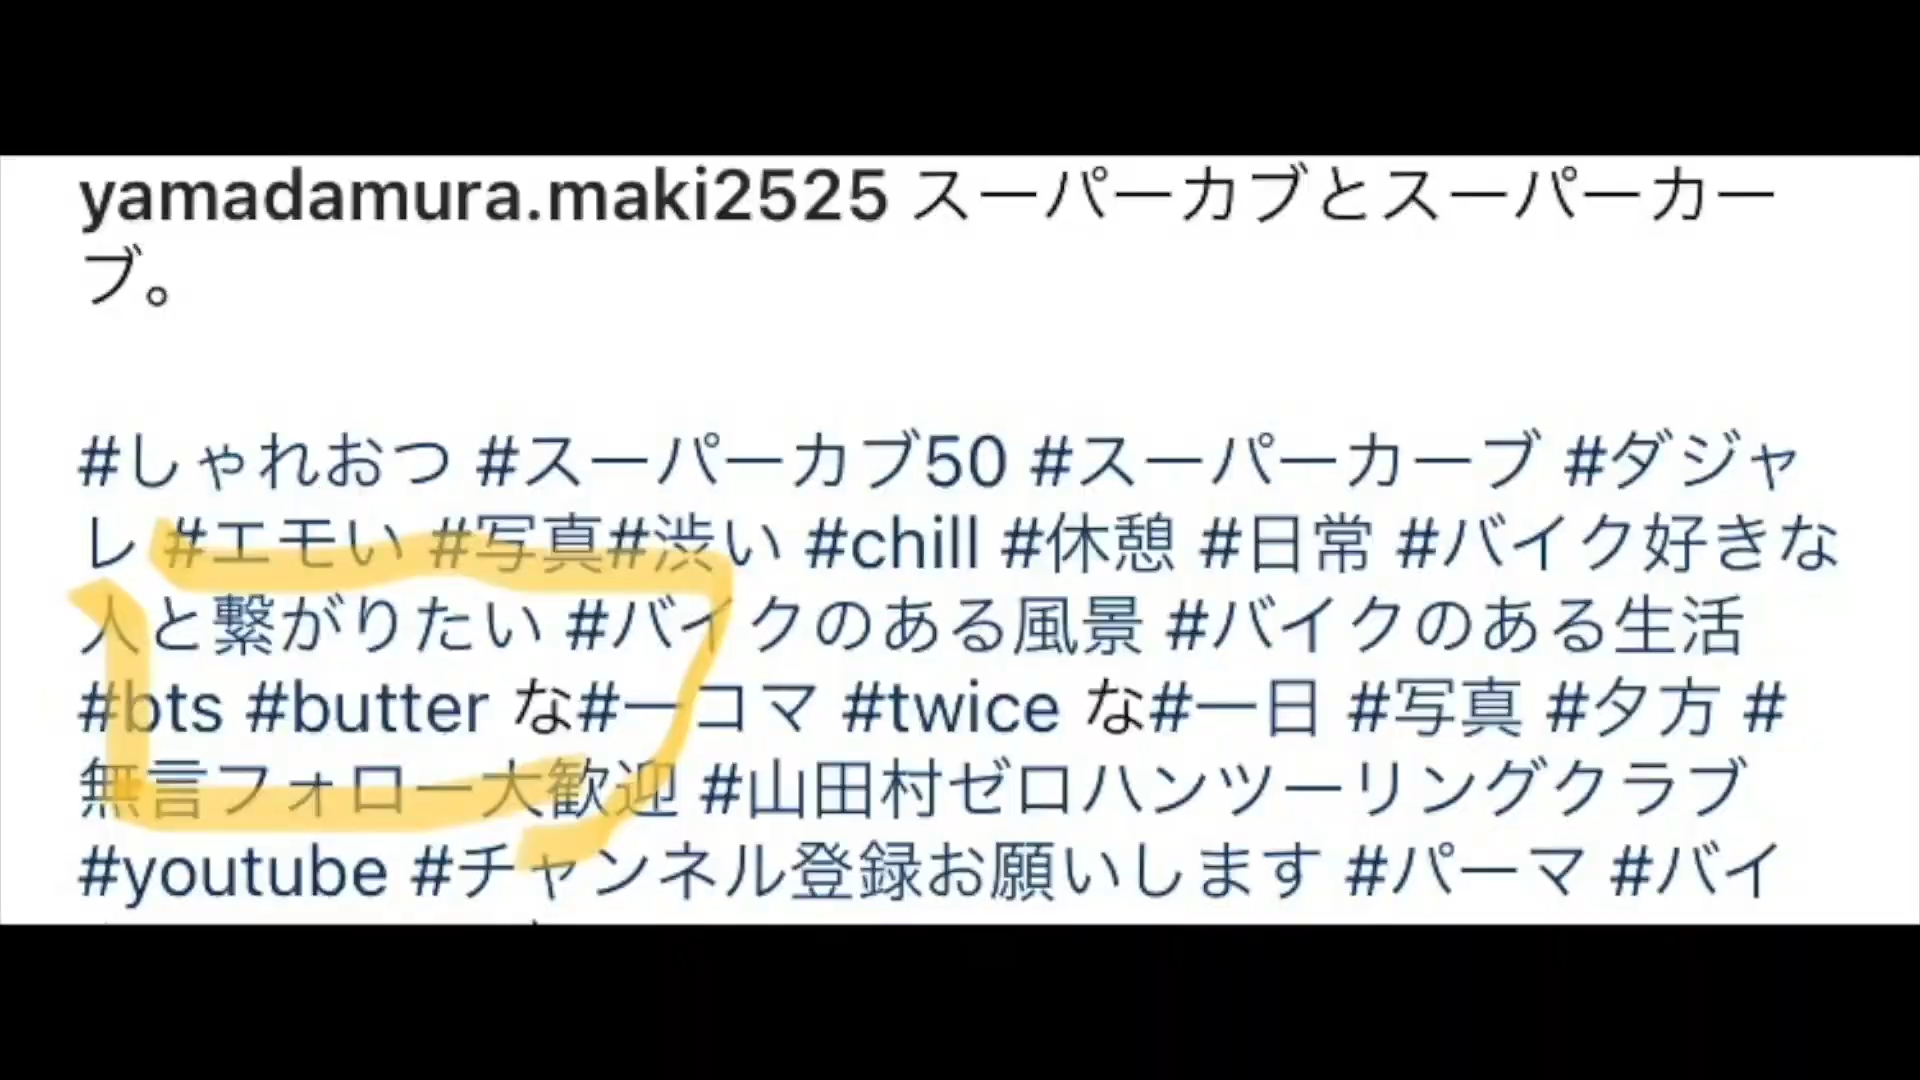 yamadamura.maki2525 スーパーカブとスーパーカー
ブ。
#しゃれおつ #スーパーカブ50 #スーパーカーブ #ダジャ
レ #エモい #写真#渋い #chill #休憩 #日常 #バイク好きな
人と繋がりたい #バイクのある風景 #バイクのある生活
#bts #butter な#一コマ #twice な#一日 #写真 #夕方 #
無言フォロー大歓迎 #山田村ゼロハンツーリングクラブ
#youtube #チャンネル登録お願いします #パーマ #バイ